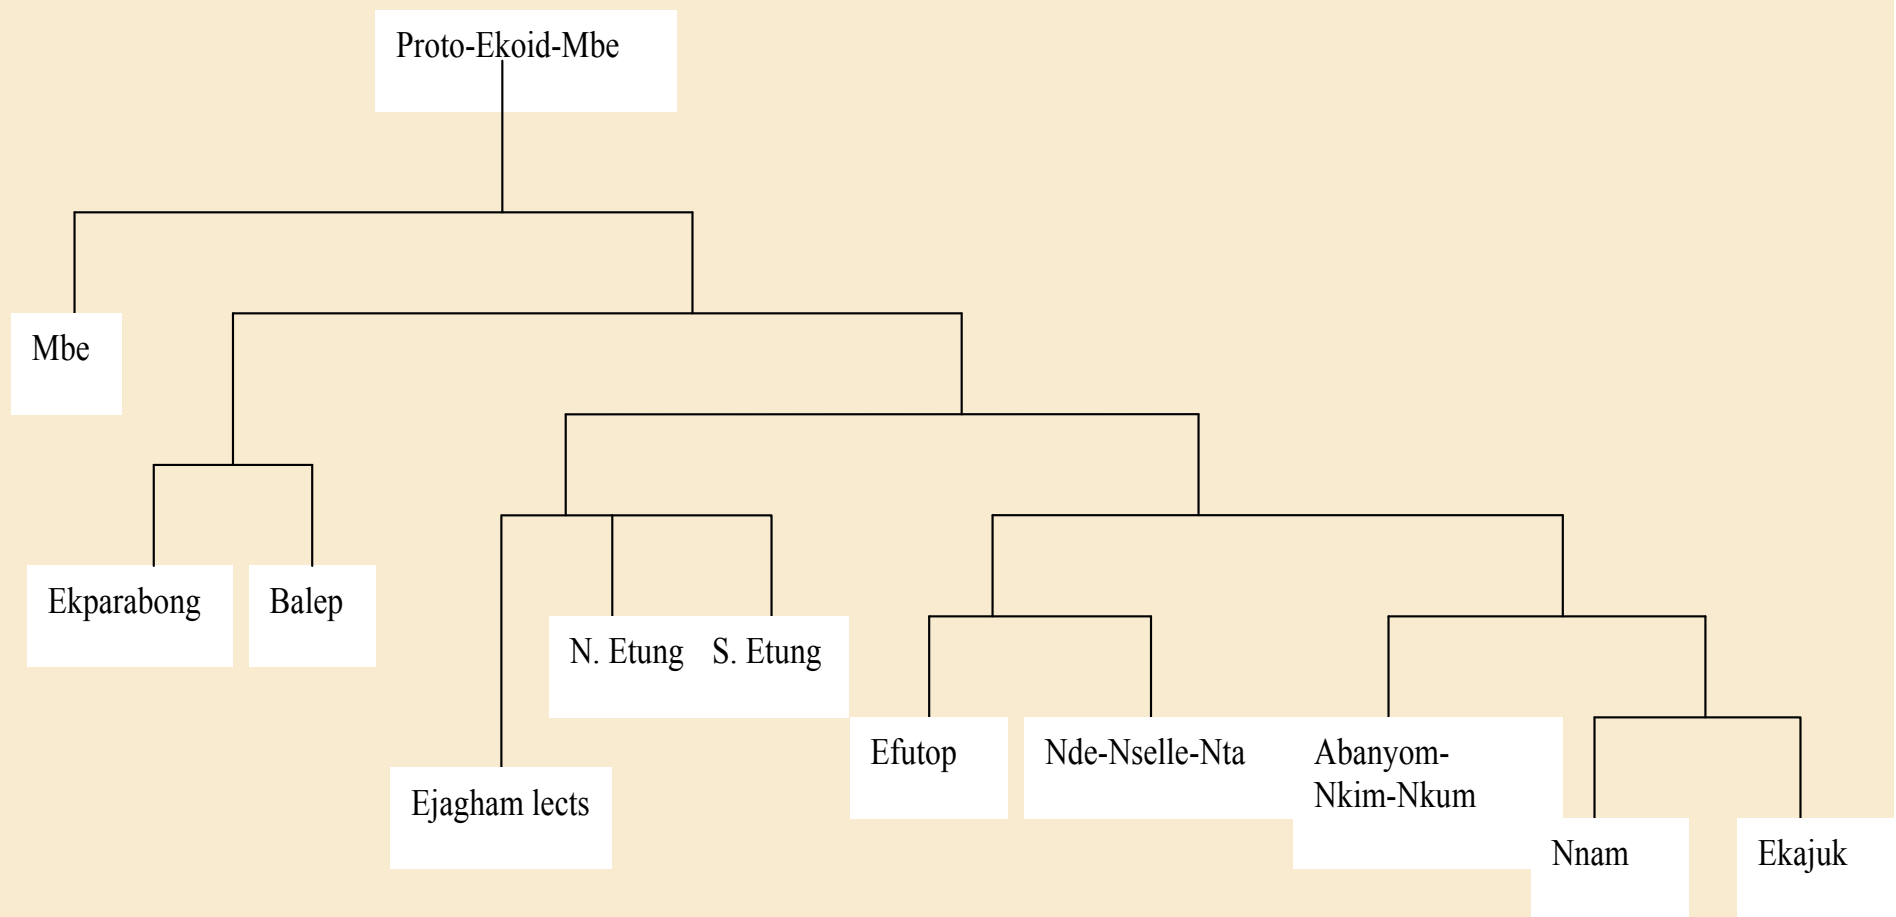 Proto-Ekoid-Mbe
Mbe
Ekparabong
Balep
N. Etung
S. Etung
Efutop
Nde-Nselle-Nta
Abanyom-
Nkim-Nkum
Ejagham lects
Nnam
Ekajuk